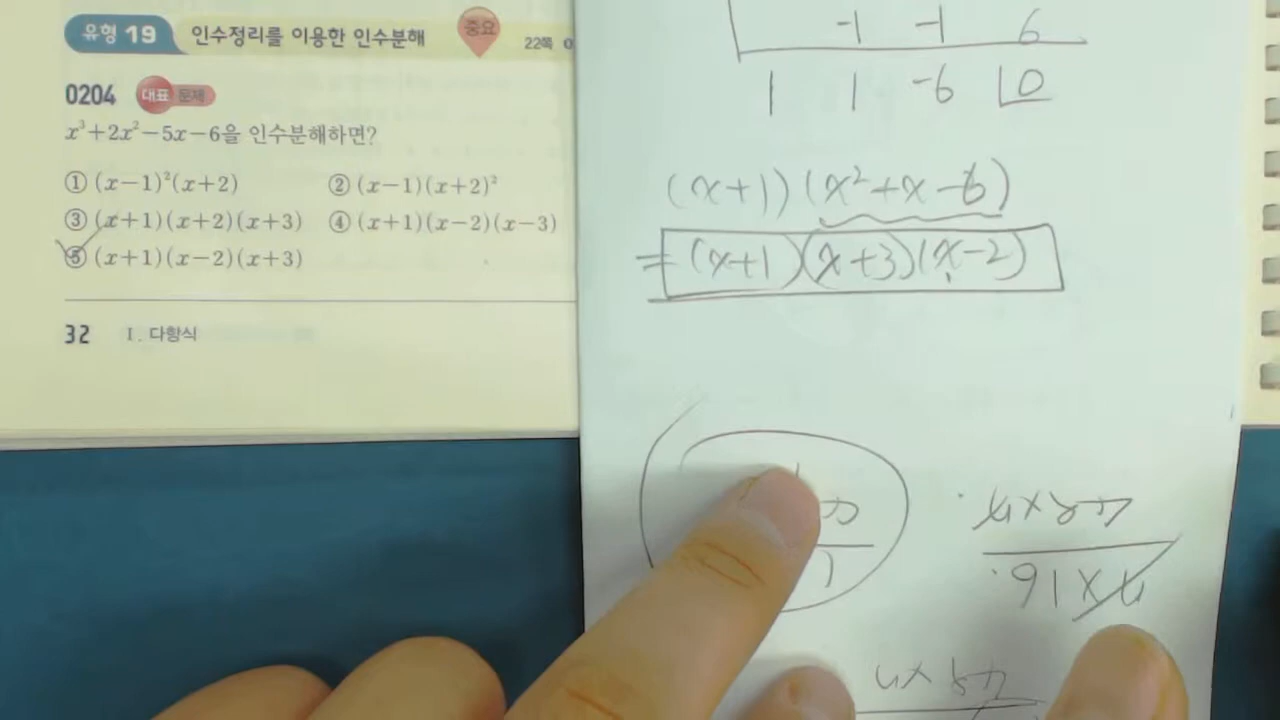 유형 19 인수정리를 이용한 인수분해 중요 22쪽
0204 대표 문제
x³+2x²-5x-6을 인수분해하면?
① (x-1)²(x+2) ② (x-1)(x+2)²
③ (x+1)(x+2)(x+3) ④ (x+1)(x-2)(x-3)
⑤ (x+1)(x-2)(x+3)
32 Ⅰ. 다항식
-1 -1 6
1 1 -6 0
(x+1)(x²+x-6)
=(x+1)(x+3)(x-2)